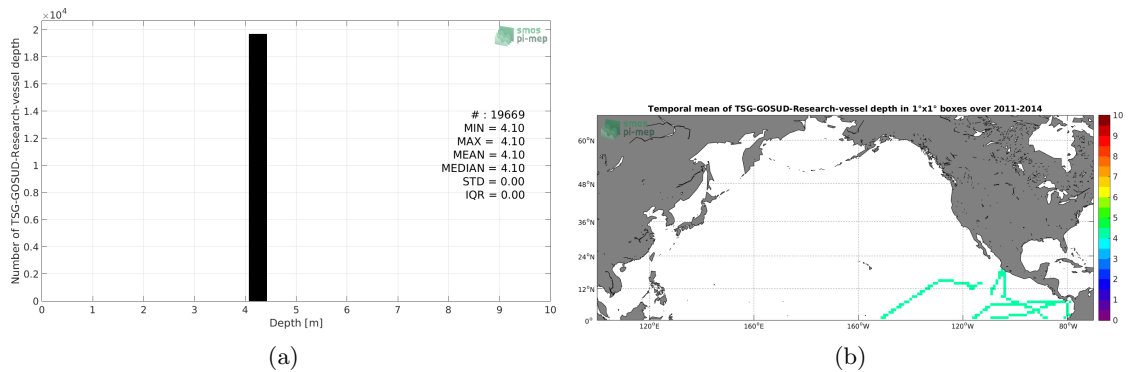 ×10⁴
2
1.8
1.6
1.4
1.2
1
0.8
0.6
0.4
0.2
0
Number of TSG-GOSUD-Research-vessel depth
smos
pi-mep
# : 19669
MIN = 4.10
MAX = 4.10
MEAN = 4.10
MEDIAN = 4.10
STD = 0.00
IQR = 0.00
0 1 2 3 4 5 6 7 8 9 10
Depth [m]
(a)
Temporal mean of TSG-GOSUD-Research-vessel depth in 1°x1° boxes over 2011-2014
smos
pi-mep
60°N
48°N
36°N
24°N
12°N
0°
120°E 160°E 160°W 120°W 80°W
10
9
8
7
6
5
4
3
2
1
0
(b)